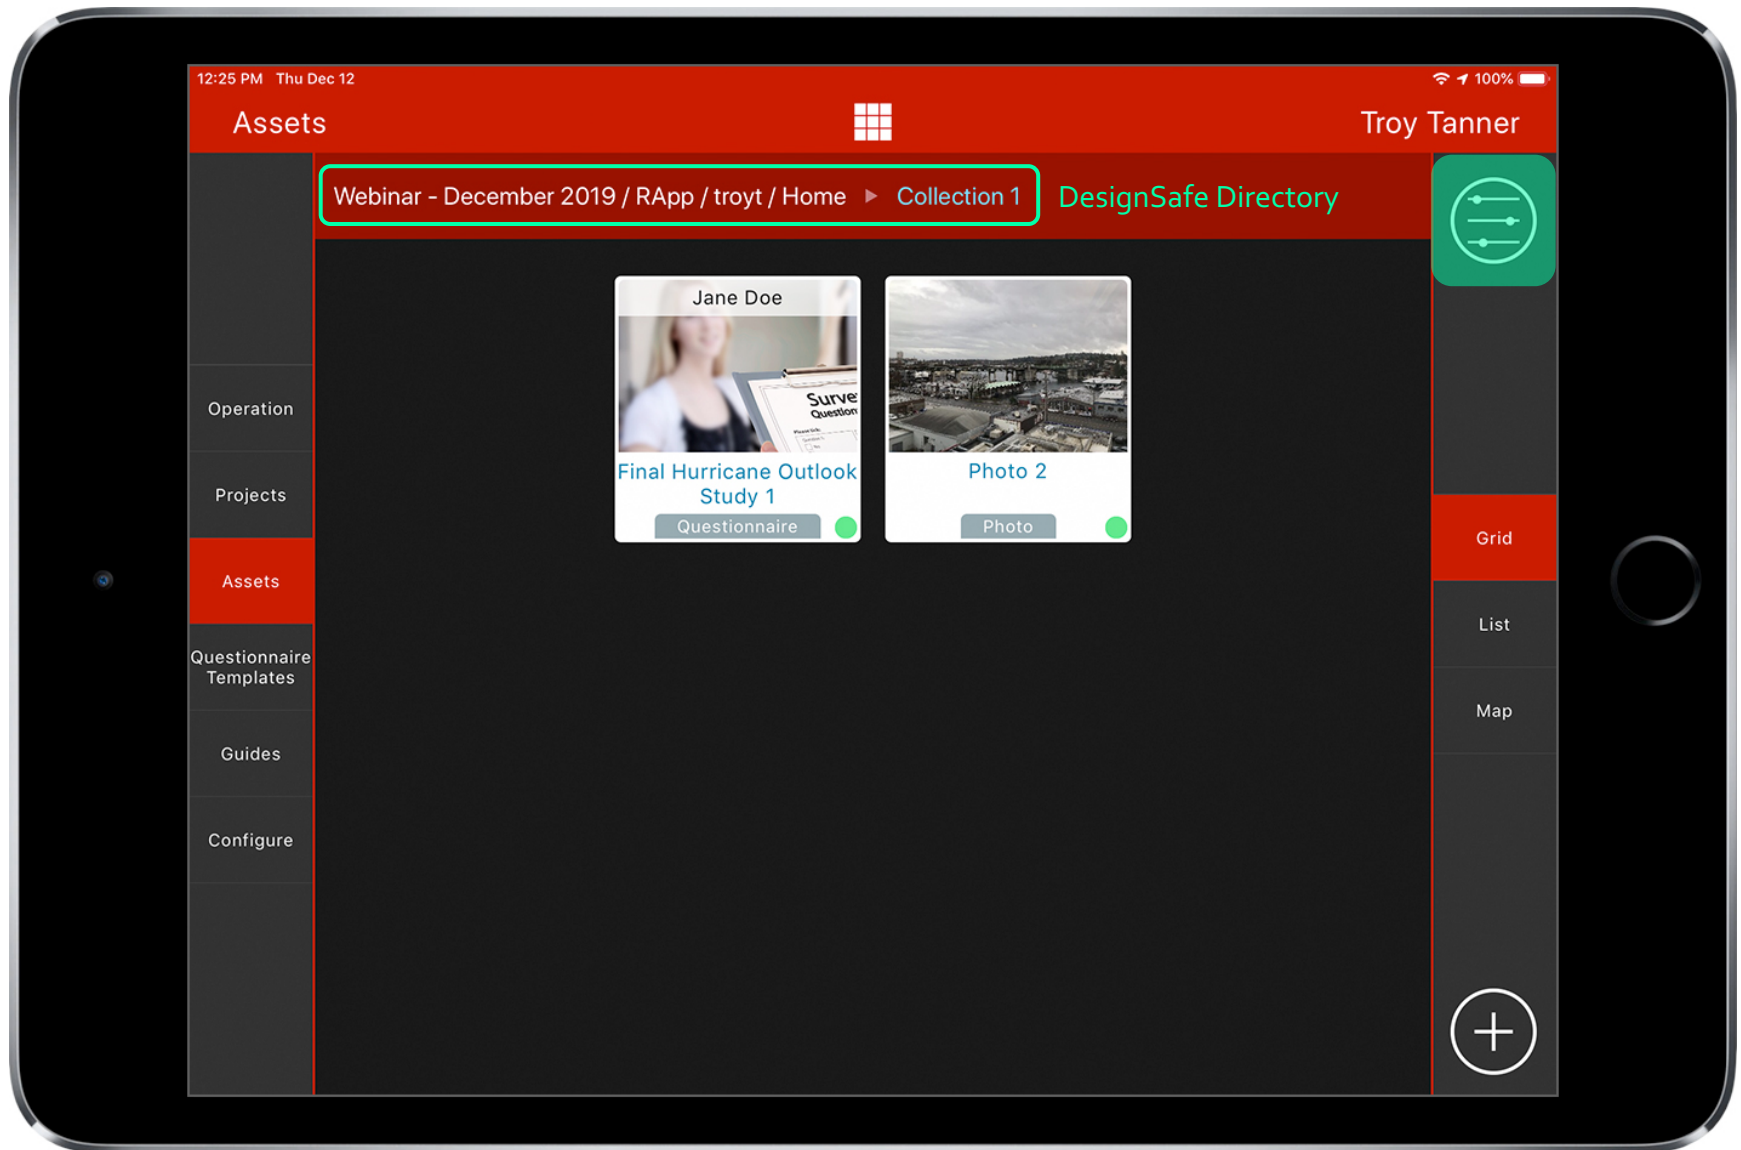 12:25 PM Thu Dec 12
100%
Assets
Troy Tanner
Webinar - December 2019 / RApp / troyt / Home ▶ Collection 1
DesignSafe Directory
Operation
Projects
Assets
Questionnaire
Templates
Guides
Configure
Jane Doe
Surve
Question
Final Hurricane Outlook
Study 1
Questionnaire
Photo 2
Photo
Grid
List
Map